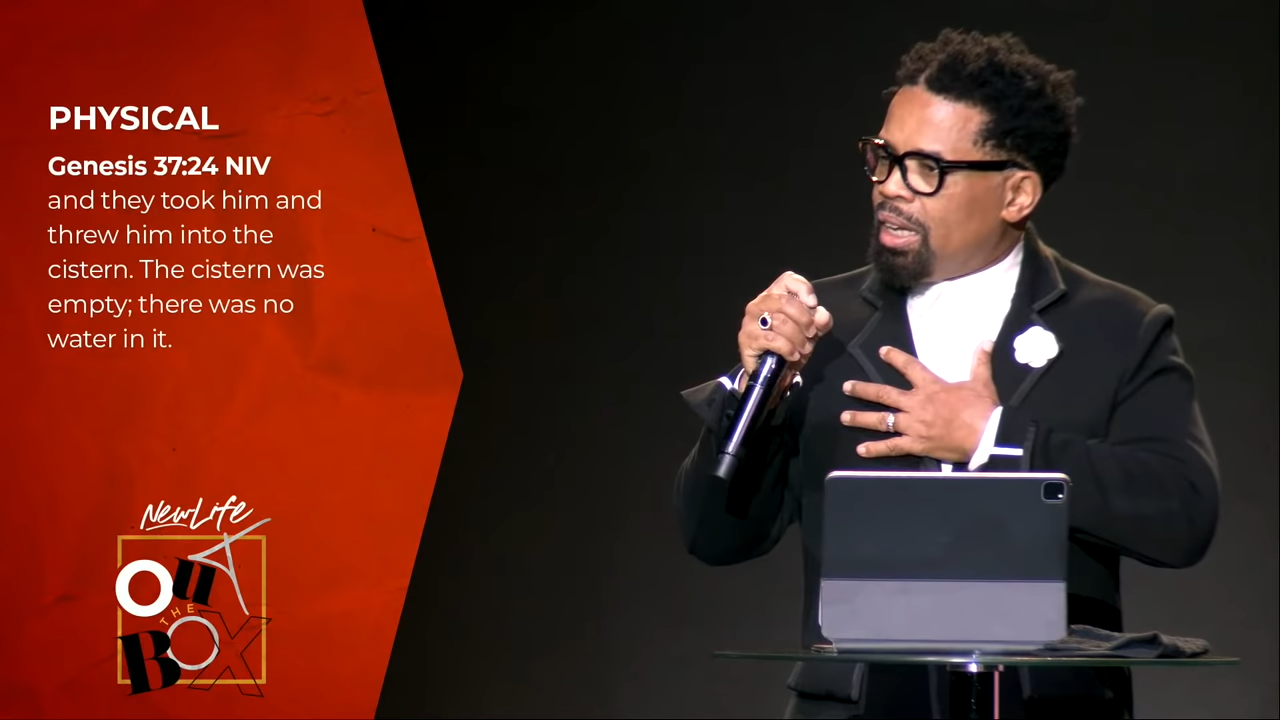 PHYSICAL
Genesis 37:24 NIV
and they took him and
threw him into the
cistern. The cistern was
empty; there was no
water in it.
NewLife
OuT
THE
BOX